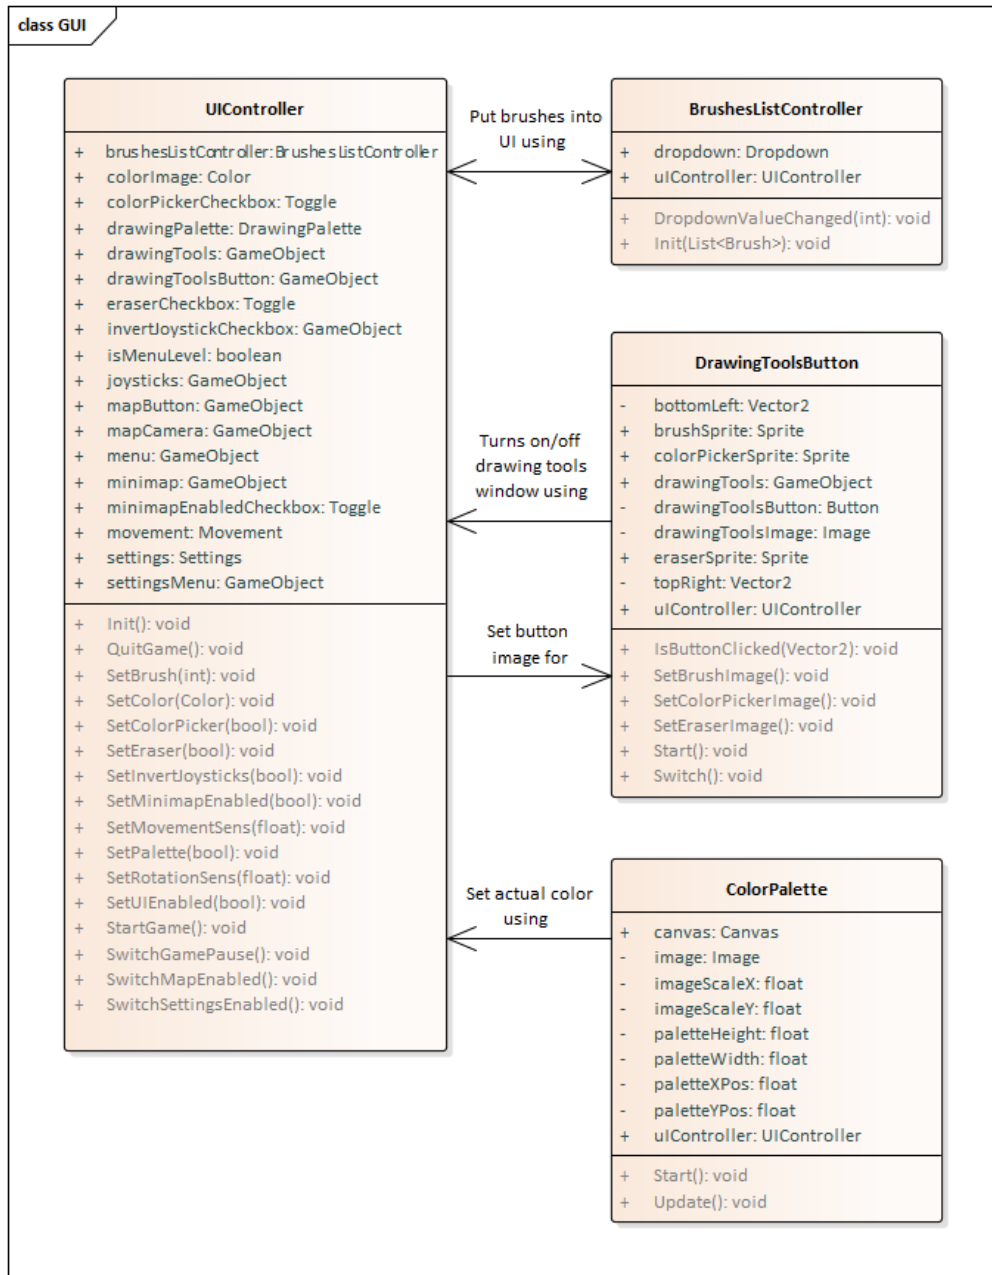 class GUI
UIController
+ brushesListController:BrushesListController
+ colorImage: Color
+ colorPickerCheckbox: Toggle
+ drawingPalette: DrawingPalette
+ drawingTools: GameObject
+ drawingToolsButton: GameObject
+ eraserCheckbox: Toggle
+ invertJoystickCheckbox: GameObject
+ isMenuLevel: boolean
+ joysticks: GameObject
+ mapButton: GameObject
+ mapCamera: GameObject
+ menu: GameObject
+ minimap: GameObject
+ minimapEnabledCheckbox: Toggle
+ movement: Movement
+ settings: Settings
+ settingsMenu: GameObject
+ Init(): void
+ QuitGame(): void
+ SetBrush(int): void
+ SetColor(Color): void
+ SetColorPicker(bool): void
+ SetEraser(bool): void
+ SetInvertJoysticks(bool): void
+ SetMinimapEnabled(bool): void
+ SetMovementSens(float): void
+ SetPalette(bool): void
+ SetRotationSens(float): void
+ SetUIEnabled(bool): void
+ StartGame(): void
+ SwitchGamePause(): void
+ SwitchMapEnabled(): void
+ SwitchSettingsEnabled(): void
Put brushes into
UI using
BrushesListController
+ dropdown: Dropdown
+ uIController: UIController
+ DropdownValueChanged(int): void
+ Init(List<Brush>): void
Turns on/off
drawing tools
window using
Set button
image for
DrawingToolsButton
- bottomLeft: Vector2
+ brushSprite: Sprite
+ colorPickerSprite: Sprite
+ drawingTools: GameObject
- drawingToolsButton: Button
- drawingToolsImage: Image
+ eraserSprite: Sprite
- topRight: Vector2
+ uIController: UIController
+ IsButtonClicked(Vector2): void
+ SetBrushImage(): void
+ SetColorPickerImage(): void
+ SetEraserImage(): void
+ Start(): void
+ Switch(): void
Set actual color
using
ColorPalette
+ canvas: Canvas
- image: Image
- imageScaleX: float
- imageScaleY: float
- paletteHeight: float
- paletteWidth: float
- paletteXPos: float
- paletteYPos: float
+ uIController: UIController
+ Start(): void
+ Update(): void